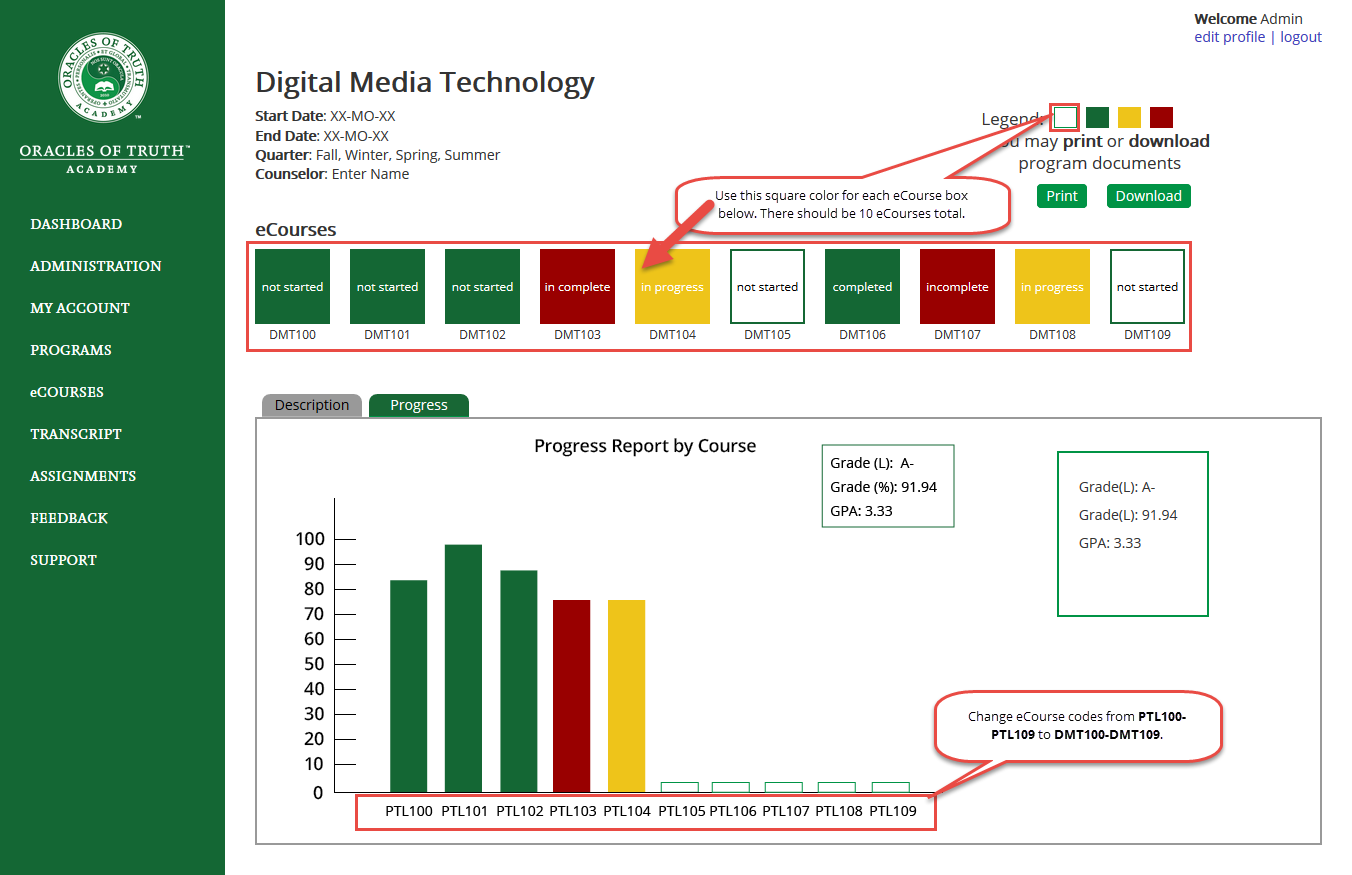 Welcome Admin
edit profile | logout
ORACLES OF TRUTH
ACADEMY
ORACLES OF TRUTH™
ACADEMY
DASHBOARD
ADMINISTRATION
MY ACCOUNT
PROGRAMS
eCOURSES
TRANSCRIPT
ASSIGNMENTS
FEEDBACK
SUPPORT
Digital Media Technology
Start Date: XX-MO-XX
End Date: XX-MO-XX
Quarter: Fall, Winter, Spring, Summer
Counselor: Enter Name
Legend:
may print or download
program documents
Print Download
Use this square color for each eCourse box
below. There should be 10 eCourses total.
eCourses
not started not started not started in complete in progress not started completed incomplete in progress not started
DMT100 DMT101 DMT102 DMT103 DMT104 DMT105 DMT106 DMT107 DMT108 DMT109
Description Progress
Progress Report by Course
Grade (L): A-
Grade (%): 91.94
GPA: 3.33
Grade(L): A-
Grade(L): 91.94
GPA: 3.33
100
90
80
70
60
50
40
30
20
10
0
PTL100 PTL101 PTL102 PTL103 PTL104 PTL105 PTL106 PTL107 PTL108 PTL109
Change eCourse codes from PTL100-
PTL109 to DMT100-DMT109.